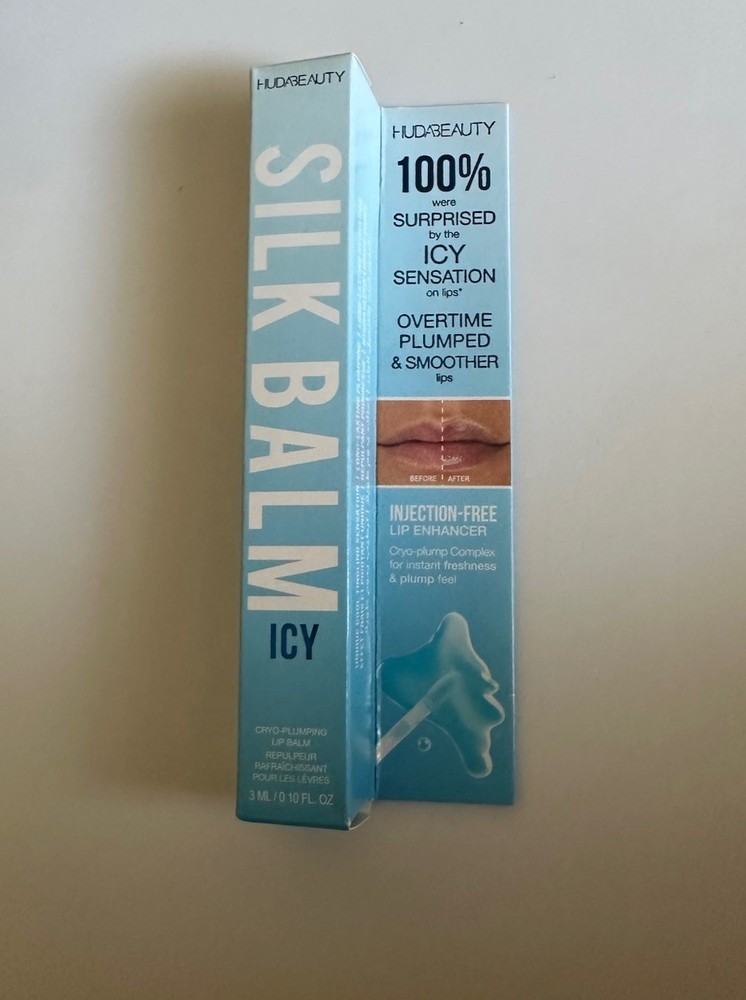 HUDABEAUTY
SILK BALM
ICY
CRYO-PLUMPING
LIP BALM
REPULPEUR
RAFRAÎCHISSANT
POUR LES LÈVRES
3 ML / 0 10 FL. OZ
HUDABEAUTY
100%
were
SURPRISED
by the
ICY
SENSATION
on lips*
OVERTIME
PLUMPED
& SMOOTHER
lips
BEFORE AFTER
INJECTION-FREE
LIP ENHANCER
Cryo-plump Complex
for instant freshness
& plump feel